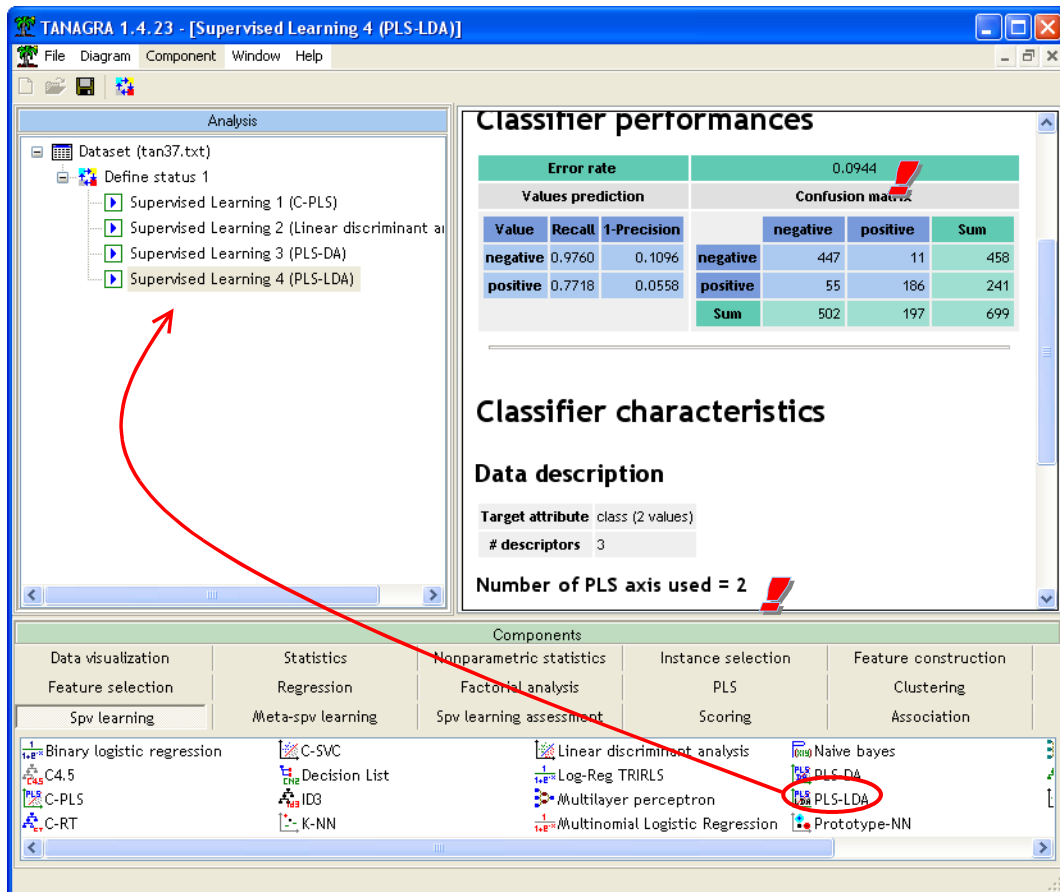 TANAGRA 1.4.23 - [Supervised Learning 4 (PLS-LDA)]
File Diagram Component Window Help
Analysis
Dataset (tan37.txt)
Define status 1
Supervised Learning 1 (C-PLS)
Supervised Learning 2 (Linear discriminant
Supervised Learning 3 (PLS-DA)
Supervised Learning 4 (PLS-LDA)
Classifier performances
Error rate 0.0944
Values prediction Confusion matrix
Value Recall 1-Precision negative positive Sum
negative 0.9760 0.1096 negative 447 11 458
positive 0.7718 0.0558 positive 55 186 241
Sum 502 197 699
Classifier characteristics
Data description
Target attribute class (2 values)
# descriptors 3
Number of PLS axis used = 2
Components
Data visualization Statistics Nonparametric statistics Instance selection Feature construction
Feature selection Regression Factorial analysis PLS Clustering
Spv learning Meta-spv learning Spv learning assessment Scoring Association
Binary logistic regression C-SVC Linear discriminant analysis Naive bayes
C4.5 Decision List Log-Reg TRIRLS PLS-DA
C-PLS ID3 Multilayer perceptron PLS-LDA
C-RT K-NN Multinomial Logistic Regression Prototype-NN